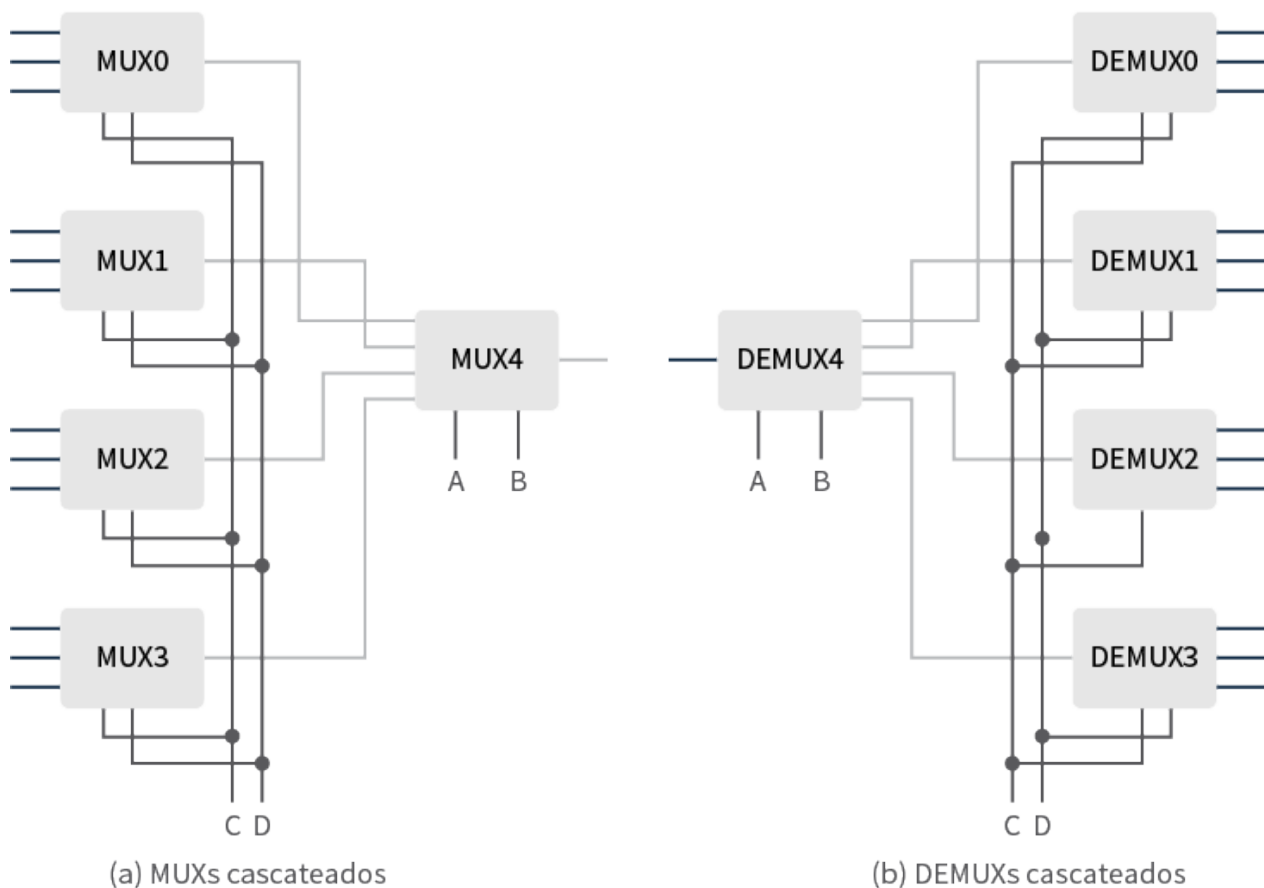 MUX0
DEMUX0
MUX1
DEMUX1
MUX4
DEMUX4
A B
A B
MUX2
DEMUX2
MUX3
DEMUX3
C D
C D
(a) MUXs cascateados
(b) DEMUXs cascateados